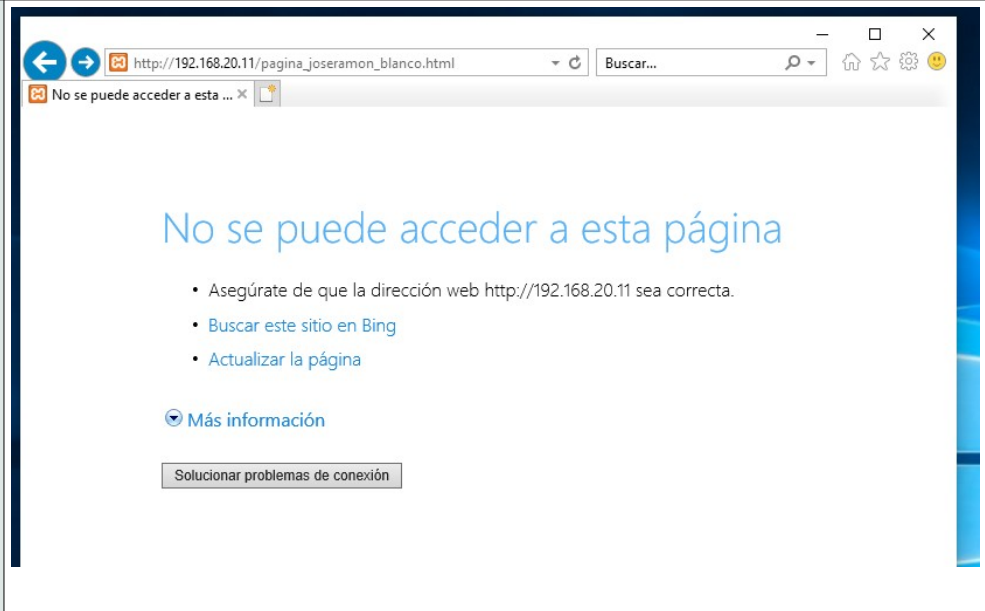 http://192.168.20.11/pagina_joseramon_blanco.html
Buscar...
No se puede acceder a esta ...
No se puede acceder a esta página
• Asegúrate de que la dirección web http://192.168.20.11 sea correcta.
• Buscar este sitio en Bing
• Actualizar la página
Más información
Solucionar problemas de conexión